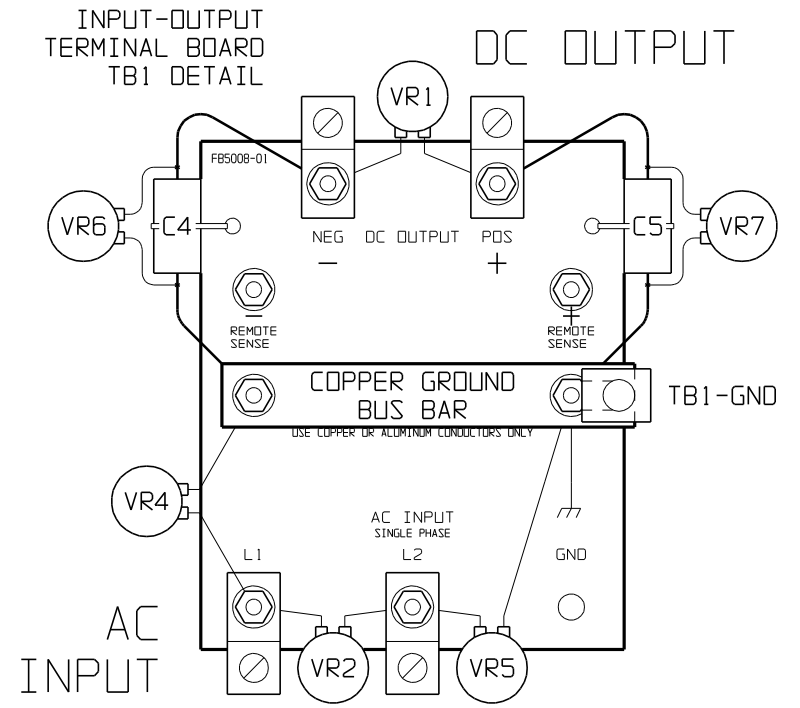 INPUT-OUTPUT
TERMINAL BOARD
TB1 DETAIL
DC OUTPUT
VR1
FB5008-01
VR6
C4
C5
VR7
NEG DC OUTPUT POS
− +
− +
REMOTE
SENSE
REMOTE
SENSE
COPPER GROUND
BUS BAR
TB1-GND
USE COPPER OR ALUMINUM CONDUCTORS ONLY
VR4
AC INPUT
SINGLE PHASE
L1
L2
GND
AC
INPUT
VR2
VR5